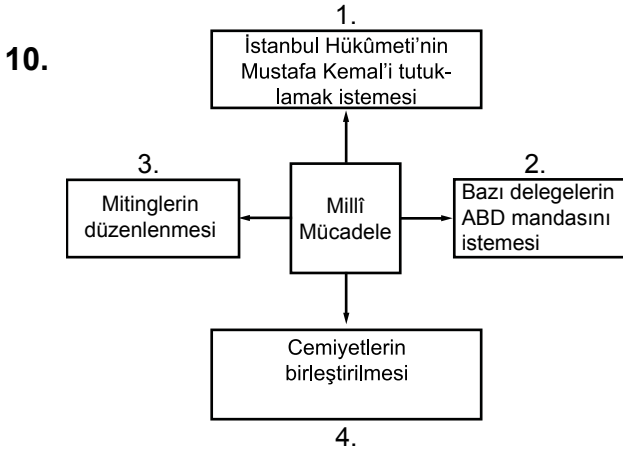 10.
1.
İstanbul Hükûmeti’nin
Mustafa Kemal’i tutuk-
lamak istemesi
3.
Mitinglerin
düzenlenmesi
Millî
Mücadele
2.
Bazı delegelerin
ABD mandasını
istemesi
Cemiyetlerin
birleştirilmesi
4.